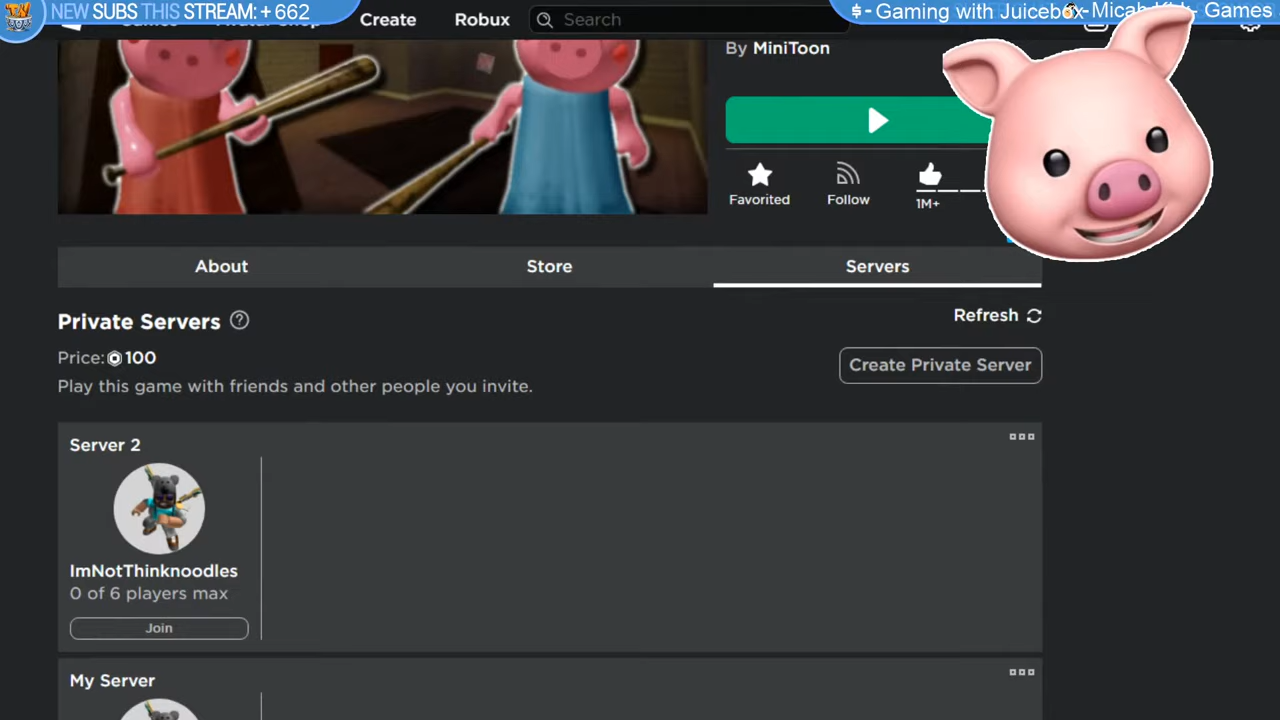 NEW SUBS THIS STREAM: + 662
Create
Robux
Search
$- Gaming with Juicebox
Games
By MiniToon
Favorited
Follow
1M+
About
Store
Servers
Private Servers
Refresh
Price: 100
Create Private Server
Play this game with friends and other people you invite.
Server 2
ImNotThinknoodles
0 of 6 players max
Join
My Server